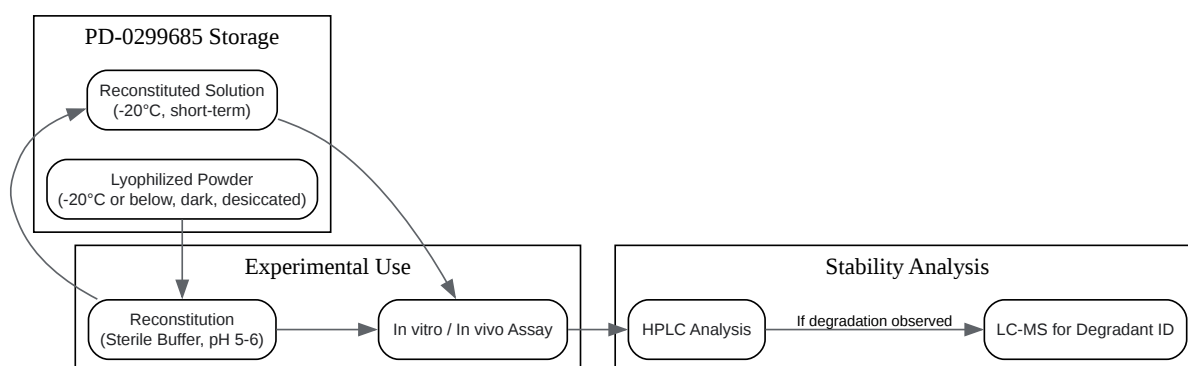 PD-0299685 Storage
Reconstituted Solution
(-20°C, short-term)
Lyophilized Powder
(-20°C or below, dark, desiccated)
Experimental Use
Reconstitution
(Sterile Buffer, pH 5-6)
In vitro / In vivo Assay
Stability Analysis
HPLC Analysis
If degradation observed
LC-MS for Degradant ID